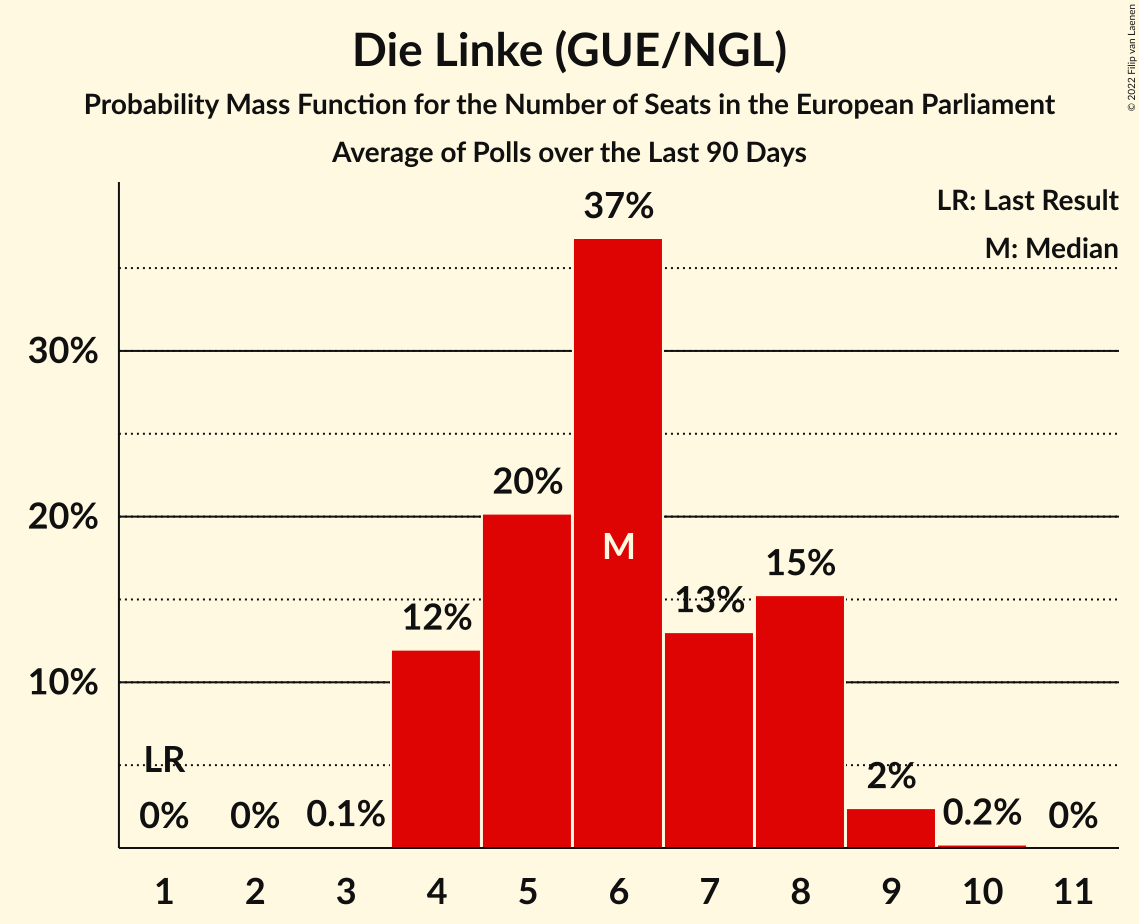 Die Linke (GUE/NGL)
Probability Mass Function for the Number of Seats in the European Parliament
Average of Polls over the Last 90 Days
© 2022 Filip van Laenen
LR: Last Result
M: Median
37%
30%
20%
20%
M
15%
13%
12%
10%
LR
2%
0%
0%
0.1%
0.2%
0%
1 2 3 4 5 6 7 8 9 10 11